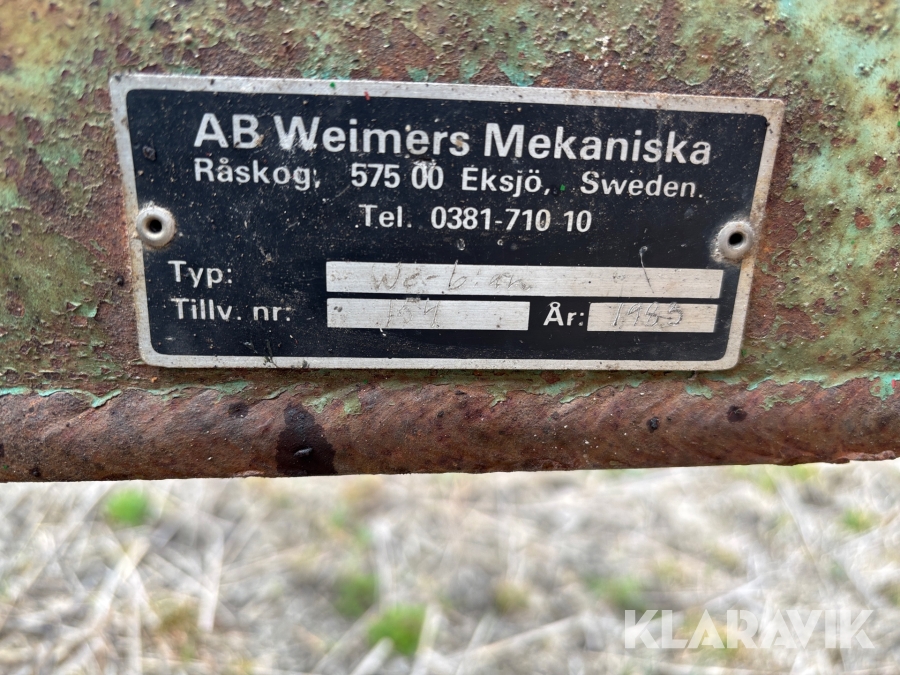 AB Weimers Mekaniska
Råskog, 575 00 Eksjö, Sweden.
Tel. 0381-710 10
Typ:
Tillv. nr: År:
KLARAVIK